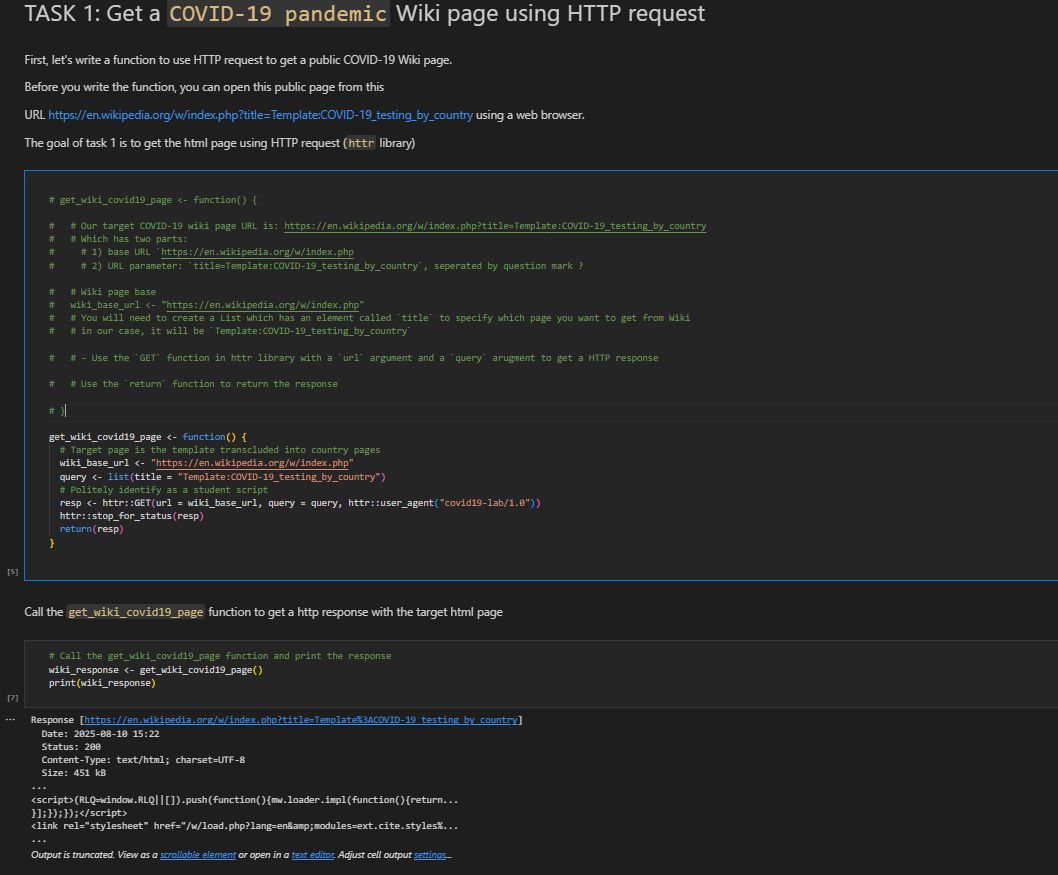 TASK 1: Get a COVID-19 pandemic Wiki page using HTTP request
First, let's write a function to use HTTP request to get a public COVID-19 Wiki page.
Before you write the function, you can open this public page from this
URL https://en.wikipedia.org/w/index.php?title=Template:COVID-19_testing_by_country using a web browser.
The goal of task 1 is to get the html page using HTTP request (httr library)
# get_wiki_covid19_page <- function() {
#   # Our target COVID-19 wiki page URL is: https://en.wikipedia.org/w/index.php?title=Template:COVID-19_testing_by_country
#   # Which has two parts:
#     # 1) base URL `https://en.wikipedia.org/w/index.php
#     # 2) URL parameter: `title=Template:COVID-19_testing_by_country`, seperated by question mark ?
#   # Wiki page base
#   wiki_base_url <- "https://en.wikipedia.org/w/index.php"
#   # You will need to create a List which has an element called `title` to specify which page you want to get from Wiki
#   # in our case, it will be `Template:COVID-19_testing_by_country`
#   # - Use the `GET` function in httr library with a `url` argument and a `query` arugment to get a HTTP response
#   # Use the `return` function to return the response
# }
get_wiki_covid19_page <- function() {
# Target page is the template transcluded into country pages
wiki_base_url <- "https://en.wikipedia.org/w/index.php"
query <- list(title = "Template:COVID-19_testing_by_country")
# Politely identify as a student script
resp <- httr::GET(url = wiki_base_url, query = query, httr::user_agent("covid19-lab/1.0"))
httr::stop_for_status(resp)
return(resp)
}
[5]
Call the get_wiki_covid19_page function to get a http response with the target html page
# Call the get_wiki_covid19_page function and print the response
wiki_response <- get_wiki_covid19_page()
print(wiki_response)
[7]
... Response [https://en.wikipedia.org/w/index.php?title=Template%3ACOVID-19_testing_by_country]
Date: 2025-08-10 15:22
Status: 200
Content-Type: text/html; charset=UTF-8
Size: 451 kB
...
<script>(RLQ=window.RLQ||[]).push(function(){mw.loader.impl(function(){return...
}];});});</script>
<link rel="stylesheet" href="/w/load.php?lang=en&amp;modules=ext.cite.styles%...
...
Output is truncated. View as a scrollable element or open in a text editor. Adjust cell output settings...